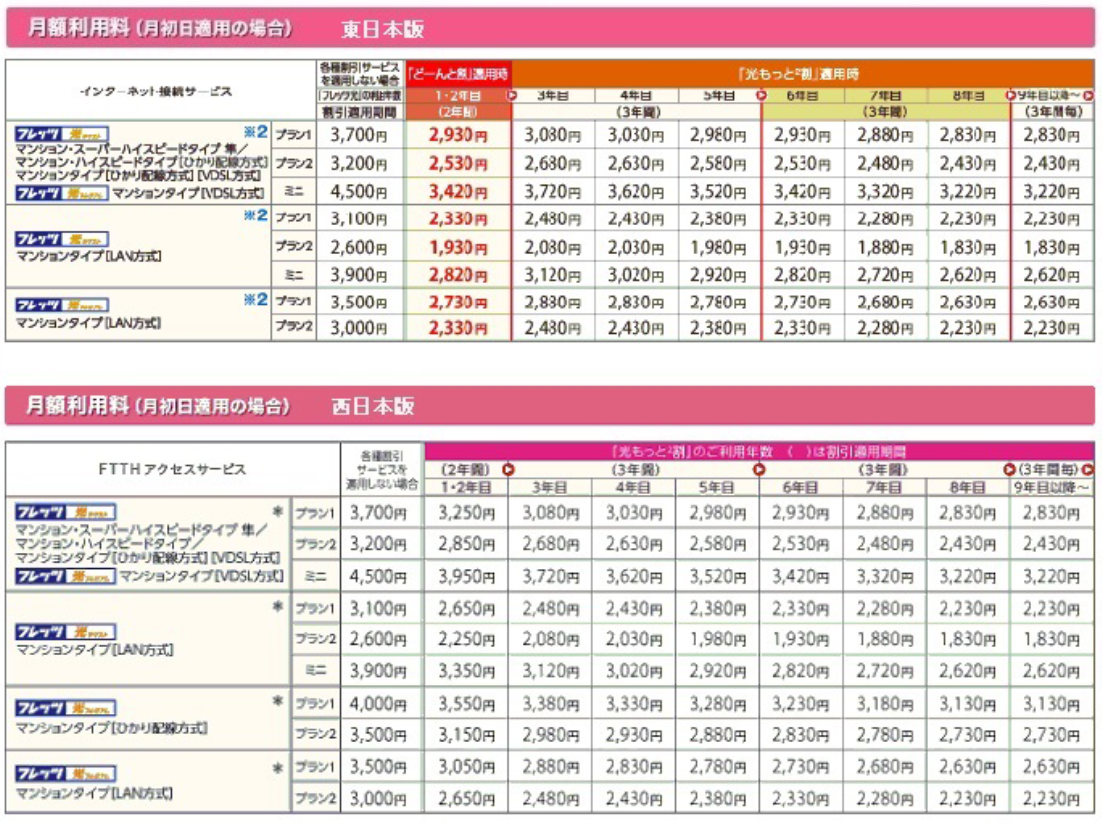 月額利用料（月初日適用の場合） 東日本版
インターネット接続サービス
各種割引サービス
を適用しない場合
「フレッツ光」の利用年数
割引適用期間
「どーんと割」適用時
「光もっと²割」適用時
1・2年目 3年目 4年目 5年目 6年目 7年目 8年目 9年目以降～
(2年間) (3年間) (3年間) (3年間毎)
フレッツ 光ネクスト ※2
マンション・スーパーハイスピードタイプ 隼／
マンション・ハイスピードタイプ[ひかり配線方式]
マンションタイプ[ひかり配線方式] [VDSL方式]
フレッツ 光プレミアム マンションタイプ[VDSL方式]
プラン1 3,700円 2,930円 3,080円 3,030円 2,980円 2,930円 2,880円 2,830円 2,830円
プラン2 3,200円 2,530円 2,680円 2,630円 2,580円 2,530円 2,480円 2,430円 2,430円
ミニ 4,500円 3,420円 3,720円 3,620円 3,520円 3,420円 3,320円 3,220円 3,220円
フレッツ 光ネクスト ※2
マンションタイプ[LAN方式]
プラン1 3,100円 2,330円 2,480円 2,430円 2,380円 2,330円 2,280円 2,230円 2,230円
プラン2 2,600円 1,930円 2,080円 2,030円 1,980円 1,930円 1,880円 1,830円 1,830円
ミニ 3,900円 2,820円 3,120円 3,020円 2,920円 2,820円 2,720円 2,620円 2,620円
フレッツ 光プレミアム ※2
マンションタイプ[LAN方式]
プラン1 3,500円 2,730円 2,880円 2,830円 2,780円 2,730円 2,680円 2,630円 2,630円
プラン2 3,000円 2,330円 2,480円 2,430円 2,380円 2,330円 2,280円 2,230円 2,230円
月額利用料（月初日適用の場合） 西日本版
FTTHアクセスサービス
各種割引
サービスを
適用しない場合
「光もっと²割」のご利用年数 （ ）は割引適用期間
(2年間) (3年間) (3年間) (3年間毎)
1・2年目 3年目 4年目 5年目 6年目 7年目 8年目 9年目以降～
フレッツ 光ネクスト *
マンション・スーパーハイスピードタイプ 隼／
マンション・ハイスピードタイプ／
マンションタイプ[ひかり配線方式] [VDSL方式]
フレッツ 光プレミアム マンションタイプ[VDSL方式]
プラン1 3,700円 3,250円 3,080円 3,030円 2,980円 2,930円 2,880円 2,830円 2,830円
プラン2 3,200円 2,850円 2,680円 2,630円 2,580円 2,530円 2,480円 2,430円 2,430円
ミニ 4,500円 3,950円 3,720円 3,620円 3,520円 3,420円 3,320円 3,220円 3,220円
フレッツ 光ネクスト *
マンションタイプ[LAN方式]
プラン1 3,100円 2,650円 2,480円 2,430円 2,380円 2,330円 2,280円 2,230円 2,230円
プラン2 2,600円 2,250円 2,080円 2,030円 1,980円 1,930円 1,880円 1,830円 1,830円
ミニ 3,900円 3,350円 3,120円 3,020円 2,920円 2,820円 2,720円 2,620円 2,620円
フレッツ 光プレミアム *
マンションタイプ[ひかり配線方式]
プラン1 4,000円 3,550円 3,380円 3,330円 3,280円 3,230円 3,180円 3,130円 3,130円
プラン2 3,500円 3,150円 2,980円 2,930円 2,880円 2,830円 2,780円 2,730円 2,730円
フレッツ 光プレミアム *
マンションタイプ[LAN方式]
プラン1 3,500円 3,050円 2,880円 2,830円 2,780円 2,730円 2,680円 2,630円 2,630円
プラン2 3,000円 2,650円 2,480円 2,430円 2,380円 2,330円 2,280円 2,230円 2,230円